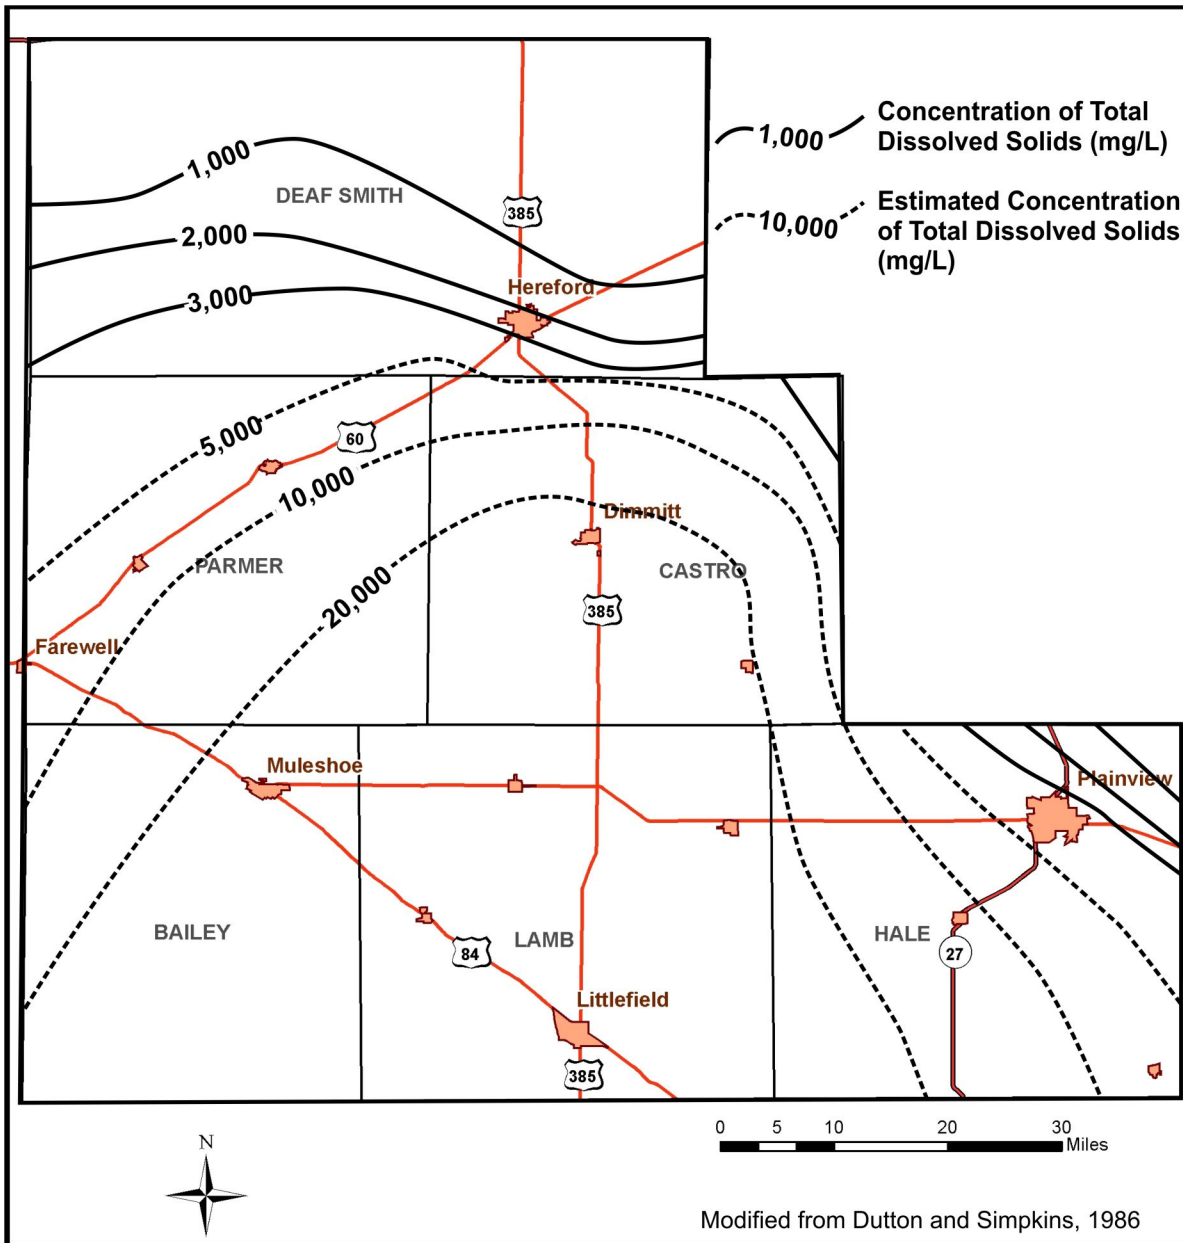 1,000
Concentration of Total
Dissolved Solids (mg/L)
10,000
Estimated Concentration
of Total Dissolved Solids
(mg/L)
1,000
DEAF SMITH
385
2,000
Hereford
3,000
5,000
60
10,000
Dimmitt
PARMER
CASTRO
20,000
385
Farewell
Muleshoe
Plainview
BAILEY
LAMB
HALE
84
27
Littlefield
385
N
0 5 10 20 30
Miles
Modified from Dutton and Simpkins, 1986